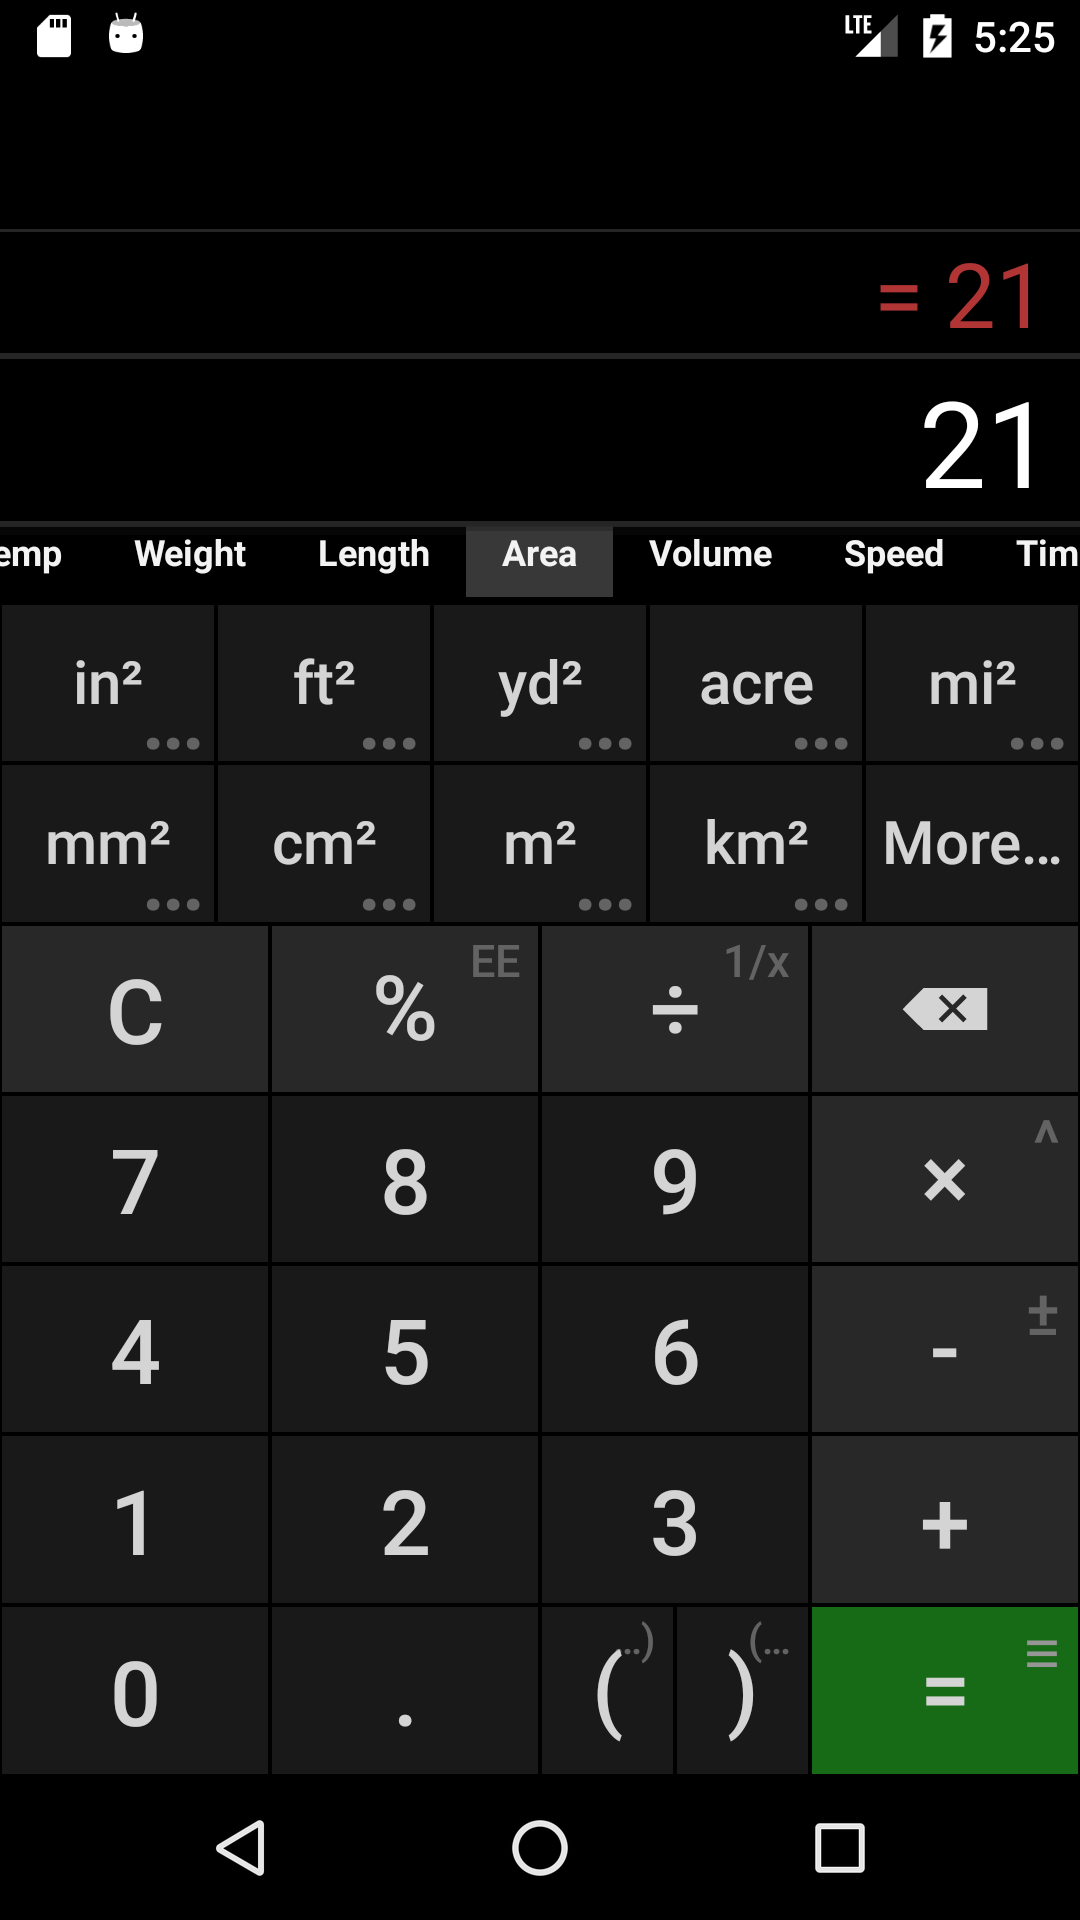 LTE 5:25
= 21
21
emp Weight Length Area Volume Speed Tim
in² ft² yd² acre mi²
mm² cm² m² km² More...
C % EE ÷ 1/x
7 8 9 × ^
4 5 6 - ±
1 2 3 +
0 . ( ..) ) (... =